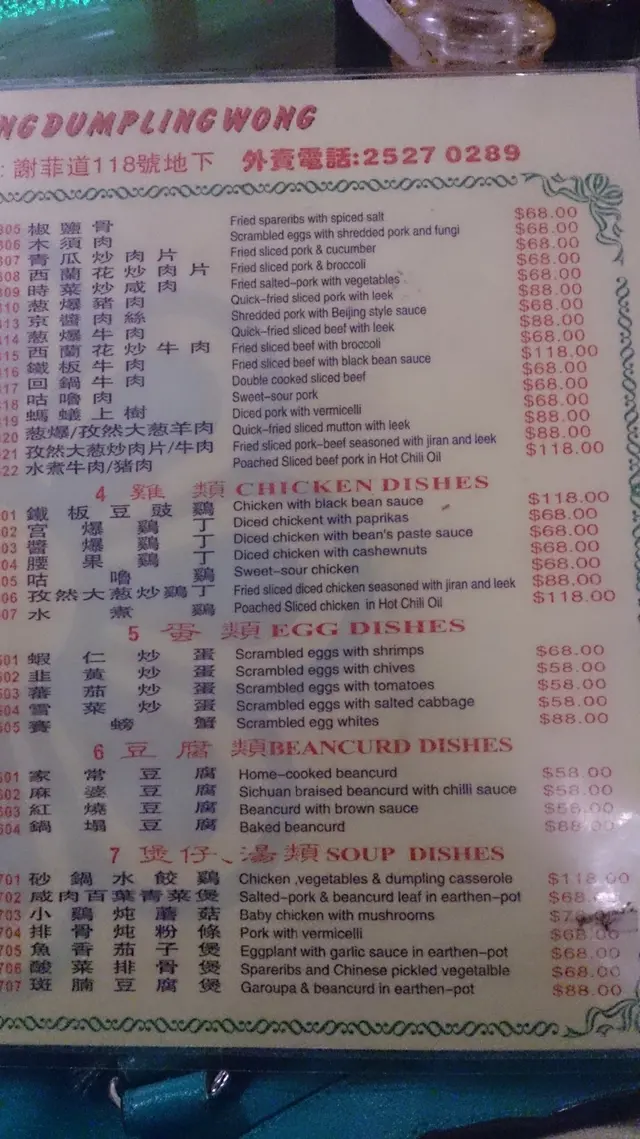 NG DUMPLING WONG
: 謝菲道118號地下 外賣電話:2527 0289
305 椒鹽骨 Fried spareribs with spiced salt $68.00
306 木須肉 Scrambled eggs with shredded pork and fungi $68.00
307 青瓜炒肉片 Fried sliced pork & cucumber $68.00
308 西蘭花炒肉片 Fried sliced pork & broccoli $68.00
309 時菜炒咸肉 Fried salted-pork with vegetables $68.00
310 葱爆豬肉 Quick-fried sliced pork with leek $88.00
313 京醬肉絲 Shredded pork with Beijing style sauce $68.00
314 葱爆牛肉 Quick-fried sliced beef with leek $88.00
315 西蘭花炒牛肉 Fried sliced beef with broccoli $68.00
316 鐵板牛肉 Fried sliced beef with black bean sauce $118.00
317 回鍋牛肉 Double cooked sliced beef $68.00
318 咕嚕肉 Sweet-sour pork $68.00
319 螞蟻上樹 Diced pork with vermicelli $68.00
320 葱爆/孜然大葱羊肉 Quick-fried sliced mutton with leek $88.00
321 孜然大葱炒肉片/牛肉 Fried sliced pork-beef seasoned with jiran and leek $88.00
322 水煮牛肉/猪肉 Poached Sliced beef pork in Hot Chili Oil $118.00
4 雞類 CHICKEN DISHES
01 鐵板豆豉鷄 Chicken with black bean sauce $118.00
02 宮爆鷄丁 Diced chickent with paprikas $68.00
03 醬爆鷄丁 Diced chicken with bean's paste sauce $68.00
04 腰果鷄丁 Diced chicken with cashewnuts $68.00
05 咕嚕鷄 Sweet-sour chicken $68.00
06 孜然大葱炒鷄丁 Fried sliced diced chicken seasoned with jiran and leek $88.00
07 水煮鷄 Poached Sliced chicken in Hot Chili Oil $118.00
5 蛋類 EGG DISHES
501 蝦仁炒蛋 Scrambled eggs with shrimps $68.00
502 韭黃炒蛋 Scrambled eggs with chives $58.00
503 蕃茄炒蛋 Scrambled eggs with tomatoes $58.00
504 雪菜炒蛋 Scrambled eggs with salted cabbage $58.00
505 賽螃蟹 Scrambled egg whites $88.00
6 豆腐類 BEANCURD DISHES
601 家常豆腐 Home-cooked beancurd $58.00
602 麻婆豆腐 Sichuan braised beancurd with chilli sauce $58.00
603 紅燒豆腐 Beancurd with brown sauce $58.00
604 鍋塌豆腐 Baked beancurd $88.00
7 煲仔、湯類 SOUP DISHES
701 砂鍋水餃鷄 Chicken ,vegetables & dumpling casserole $118.00
702 咸肉百葉青菜煲 Salted-pork & beancurd leaf in earthen-pot $68.
703 小鷄炖蘑菇 Baby chicken with mushrooms
704 排骨炖粉條 Pork with vermicelli $68.00
705 魚香茄子煲 Eggplant with garlic sauce in earthen-pot $68.00
706 酸菜排骨煲 Spareribs and Chinese pickled vegetalble $68.00
707 斑腩豆腐煲 Garoupa & beancurd in earthen-pot $88.00